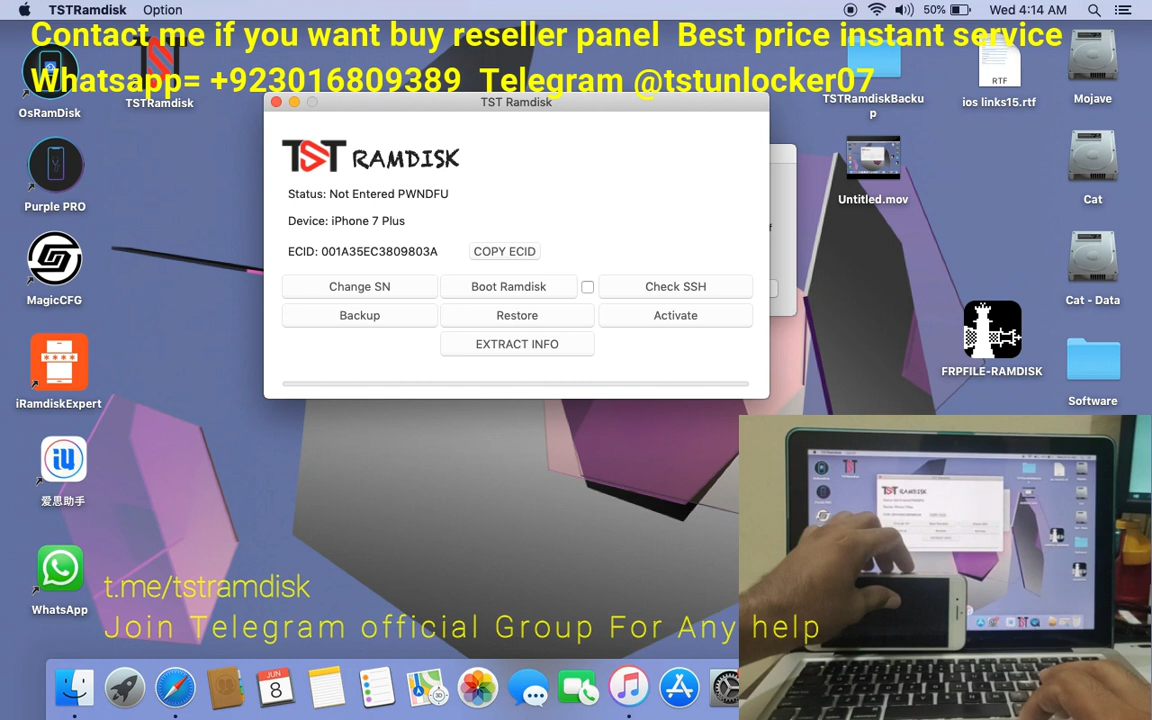 TSTRamdisk Option 50% Wed 4:14 AM
Contact me if you want buy reseller panel Best price instant service
Whatsapp= +923016809389 Telegram @tstunlocker07
OsRamDisk
TSTRamdisk
TSTRamdiskBacku
p
RTF
ios links15.rtf
Mojave
TST Ramdisk
TST RAMDISK
Status: Not Entered PWNDFU
Device: iPhone 7 Plus
ECID: 001A35EC3809803A COPY ECID
Change SN Boot Ramdisk Check SSH
Backup Restore Activate
EXTRACT INFO
Purple PRO
Untitled.mov
Cat
MagicCFG
Cat - Data
iRamdiskExpert
FRPFILE-RAMDISK
Software
iU
爱思助手
WhatsApp
t.me/tstramdisk
Join Telegram official Group For Any help
JUN
8